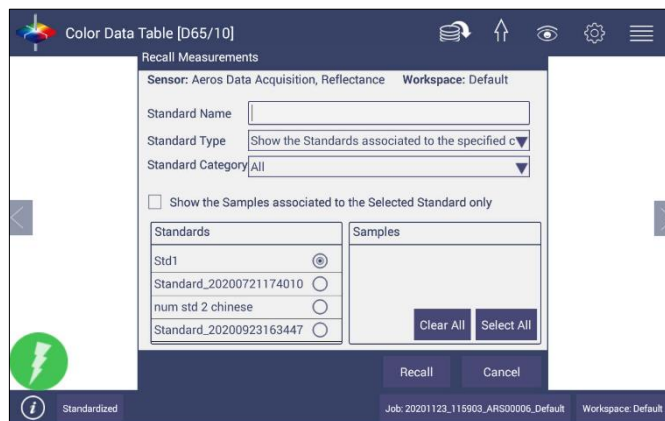 Color Data Table [D65/10]
Recall Measurements
Sensor: Aeros Data Acquisition, Reflectance Workspace: Default
Standard Name
Standard Type Show the Standards associated to the specified c
Standard Category All
Show the Samples associated to the Selected Standard only
Standards Samples
Std1
Standard_20200721174010
num std 2 chinese
Standard_20200923163447
Clear All Select All
Recall Cancel
i Standardized Job: 20201123_115903_ARS00006_Default Workspace: Default